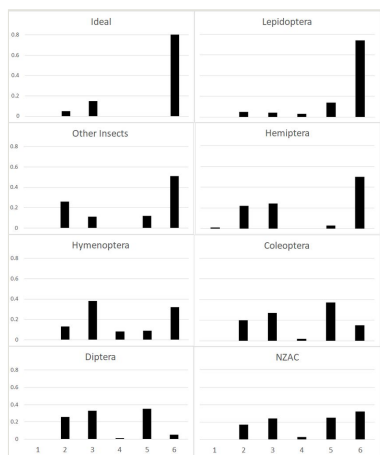 Ideal
Lepidoptera
0.8
0.6
0.4
0.2
0
Other Insects
Hemiptera
0.8
0.6
0.4
0.2
0
Hymenoptera
Coleoptera
0.8
0.6
0.4
0.2
0
Diptera
NZAC
0.8
0.6
0.4
0.2
0
1 2 3 4 5 6
1 2 3 4 5 6